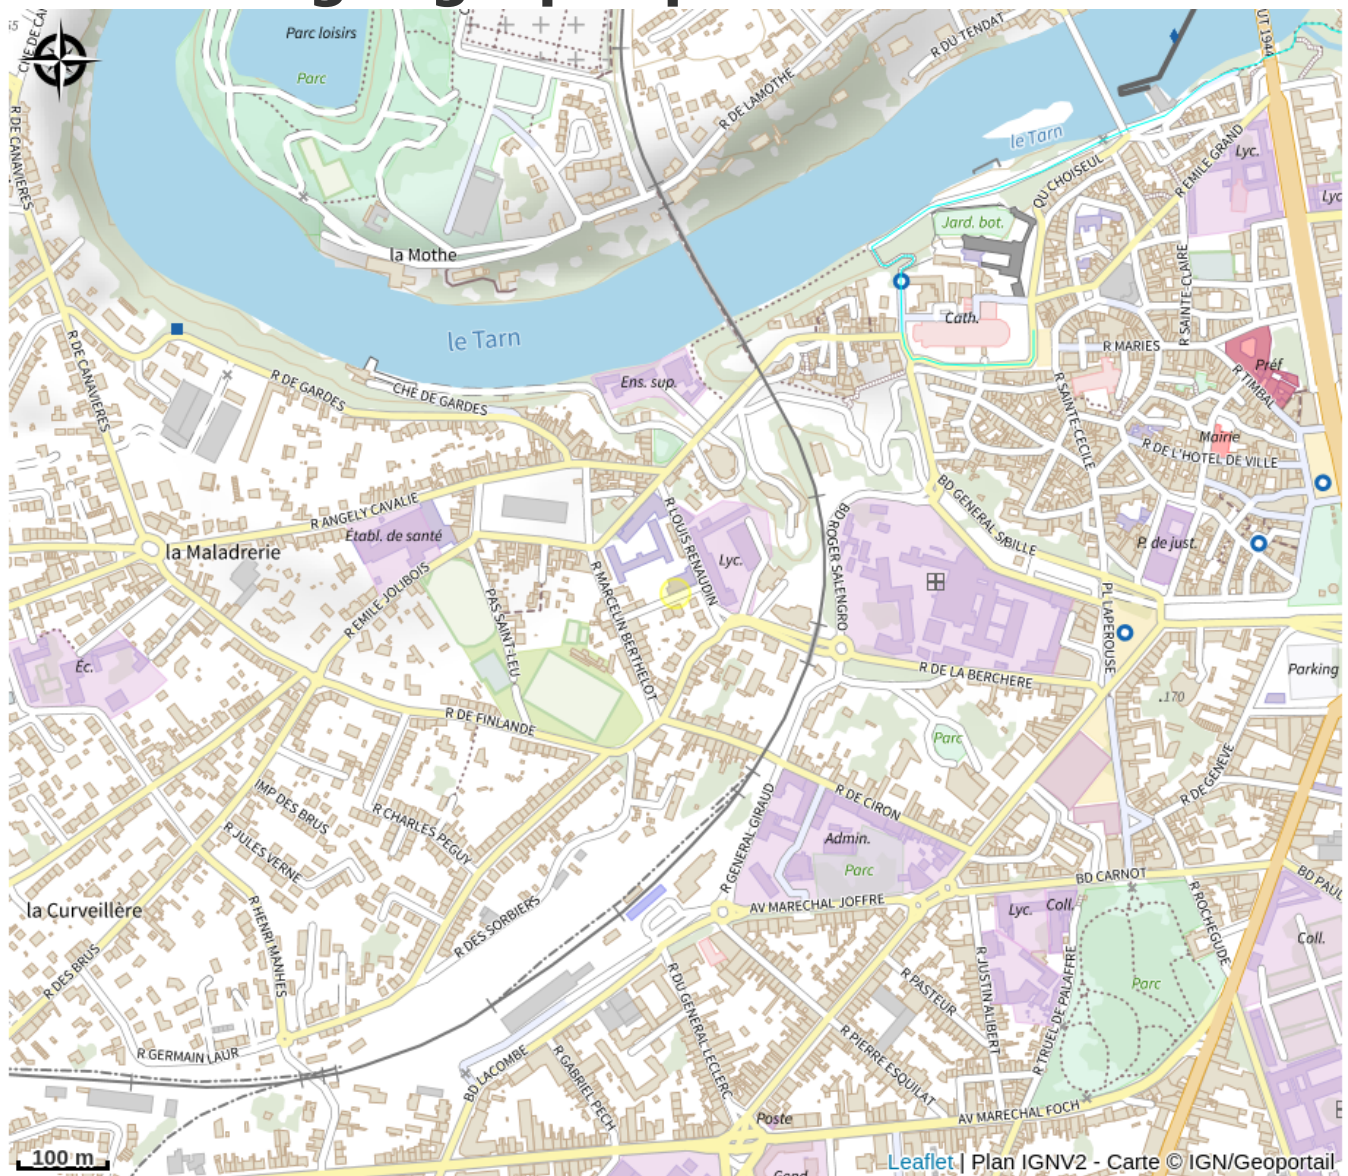 Parc loisirs
Parc
R DU TENDAT
R DE LAMOTHE
le Tarn
R DE CANAVIERES
QU CHOISEUL
R EMILE GRAND
Lyc.
Lyc
Jard. bot.
la Mothe
R SAINTE-CLAIRE
Cath.
le Tarn
R MARIES
Préf
R TIMBAL
R DE CANAVIERES
R DE GARDES
CHE DE GARDES
Ens. sup.
R SAINTE-CECILE
Mairie
R DE L'HOTEL DE VILLE
R ANGELY CAVALIE
Établ. de santé
la Maladrerie
R LOUIS RENAUDIN
Lyc.
BD ROGER SALENGRO
BD GENERAL SIBILLE
P. de just.
R EMILE JOLIBOIS
PAS SAINT-LEU
R MARCELIN BERTHELOT
PL LAPEROUSE
Éc.
R DE LA BERCHERE
Parking
.170
R DE FINLANDE
Parc
R DE GENEVE
IMP DES BRUS
R CHARLES PEGUY
R JULES VERNE
R DE CIRON
R GENERAL GIRAUD
Admin.
Parc
BD CARNOT
BD PAUL
la Curveillère
R HENRI MANHES
R DES SORBIERS
AV MARECHAL JOFFRE
Lyc.
Coll.
R ROCHEGUDE
Coll.
R DES BRUS
R DU GENERAL LECLERC
R PASTEUR
R JUSTIN ALIBERT
R TRUEL DE PALAFFRE
Parc
R GERMAIN LAUR
BD LACOMBE
R GABRIEL PECH
R PIERRE ESQUILAT
AV MARECHAL FOCH
Poste
100 m
Leaflet | Plan IGNV2 - Carte © IGN/Geoportail